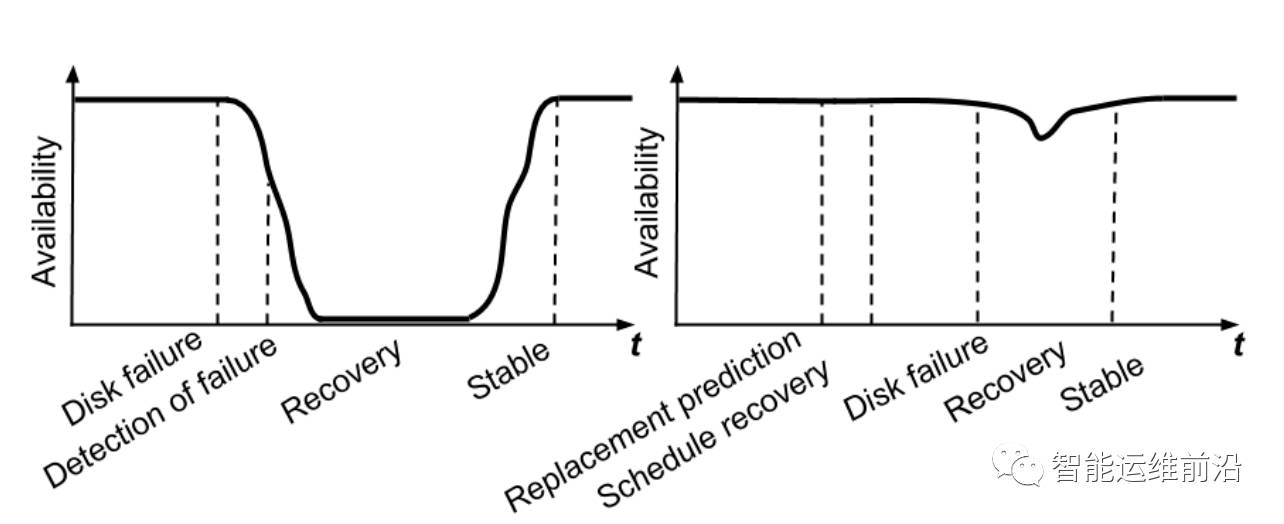 Availability
Disk failure
Detection of failure
Recovery
Stable
t
Availability
Replacement prediction
Schedule recovery
Disk failure
Recovery
Stable
t
智能运维前沿